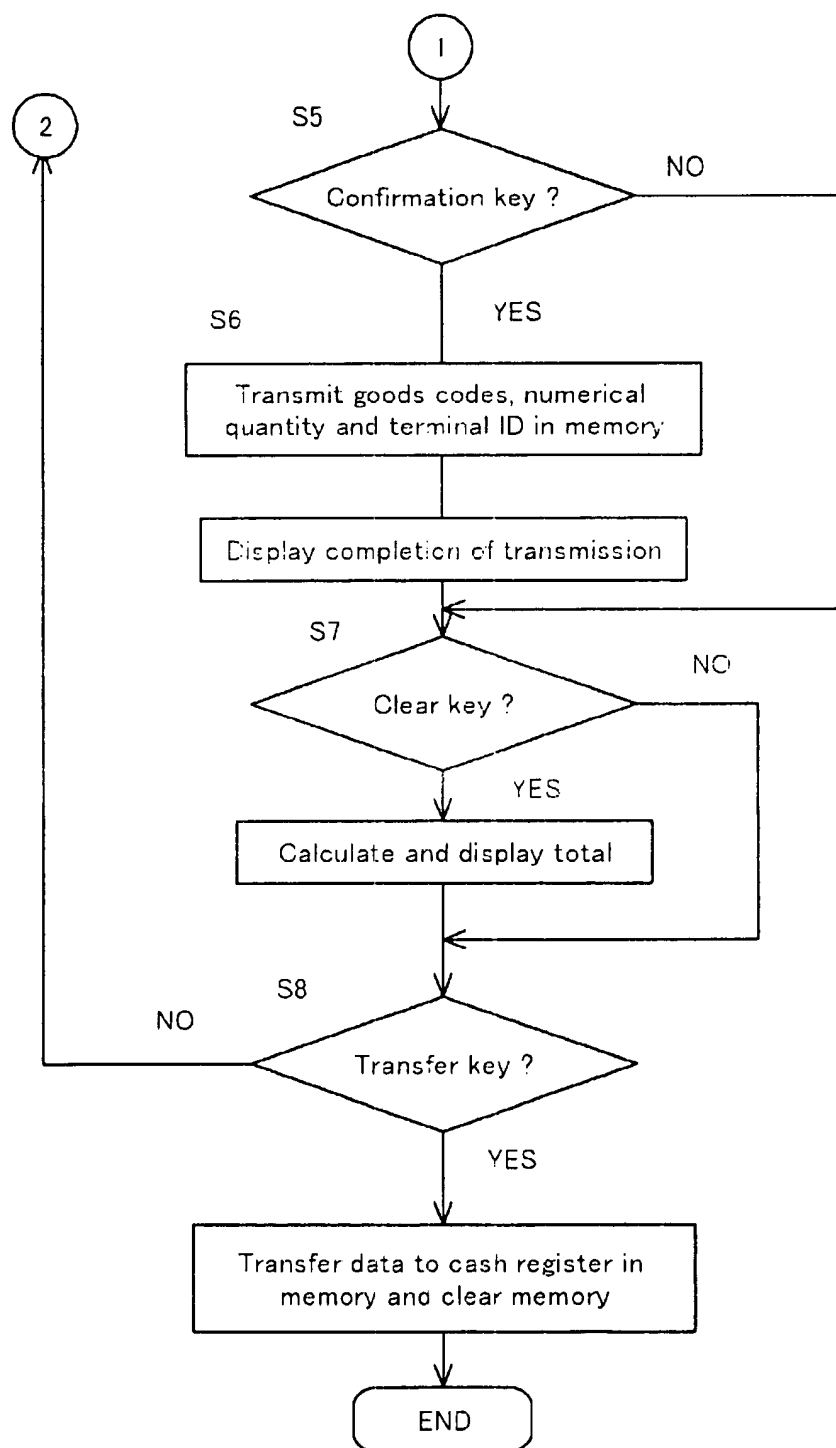 1
2
S5
Confirmation key ?
NO
YES
S6
Transmit goods codes, numerical
quantity and terminal ID in memory
Display completion of transmission
S7
Clear key ?
NO
YES
Calculate and display total
S8
NO
Transfer key ?
YES
Transfer data to cash register in
memory and clear memory
END